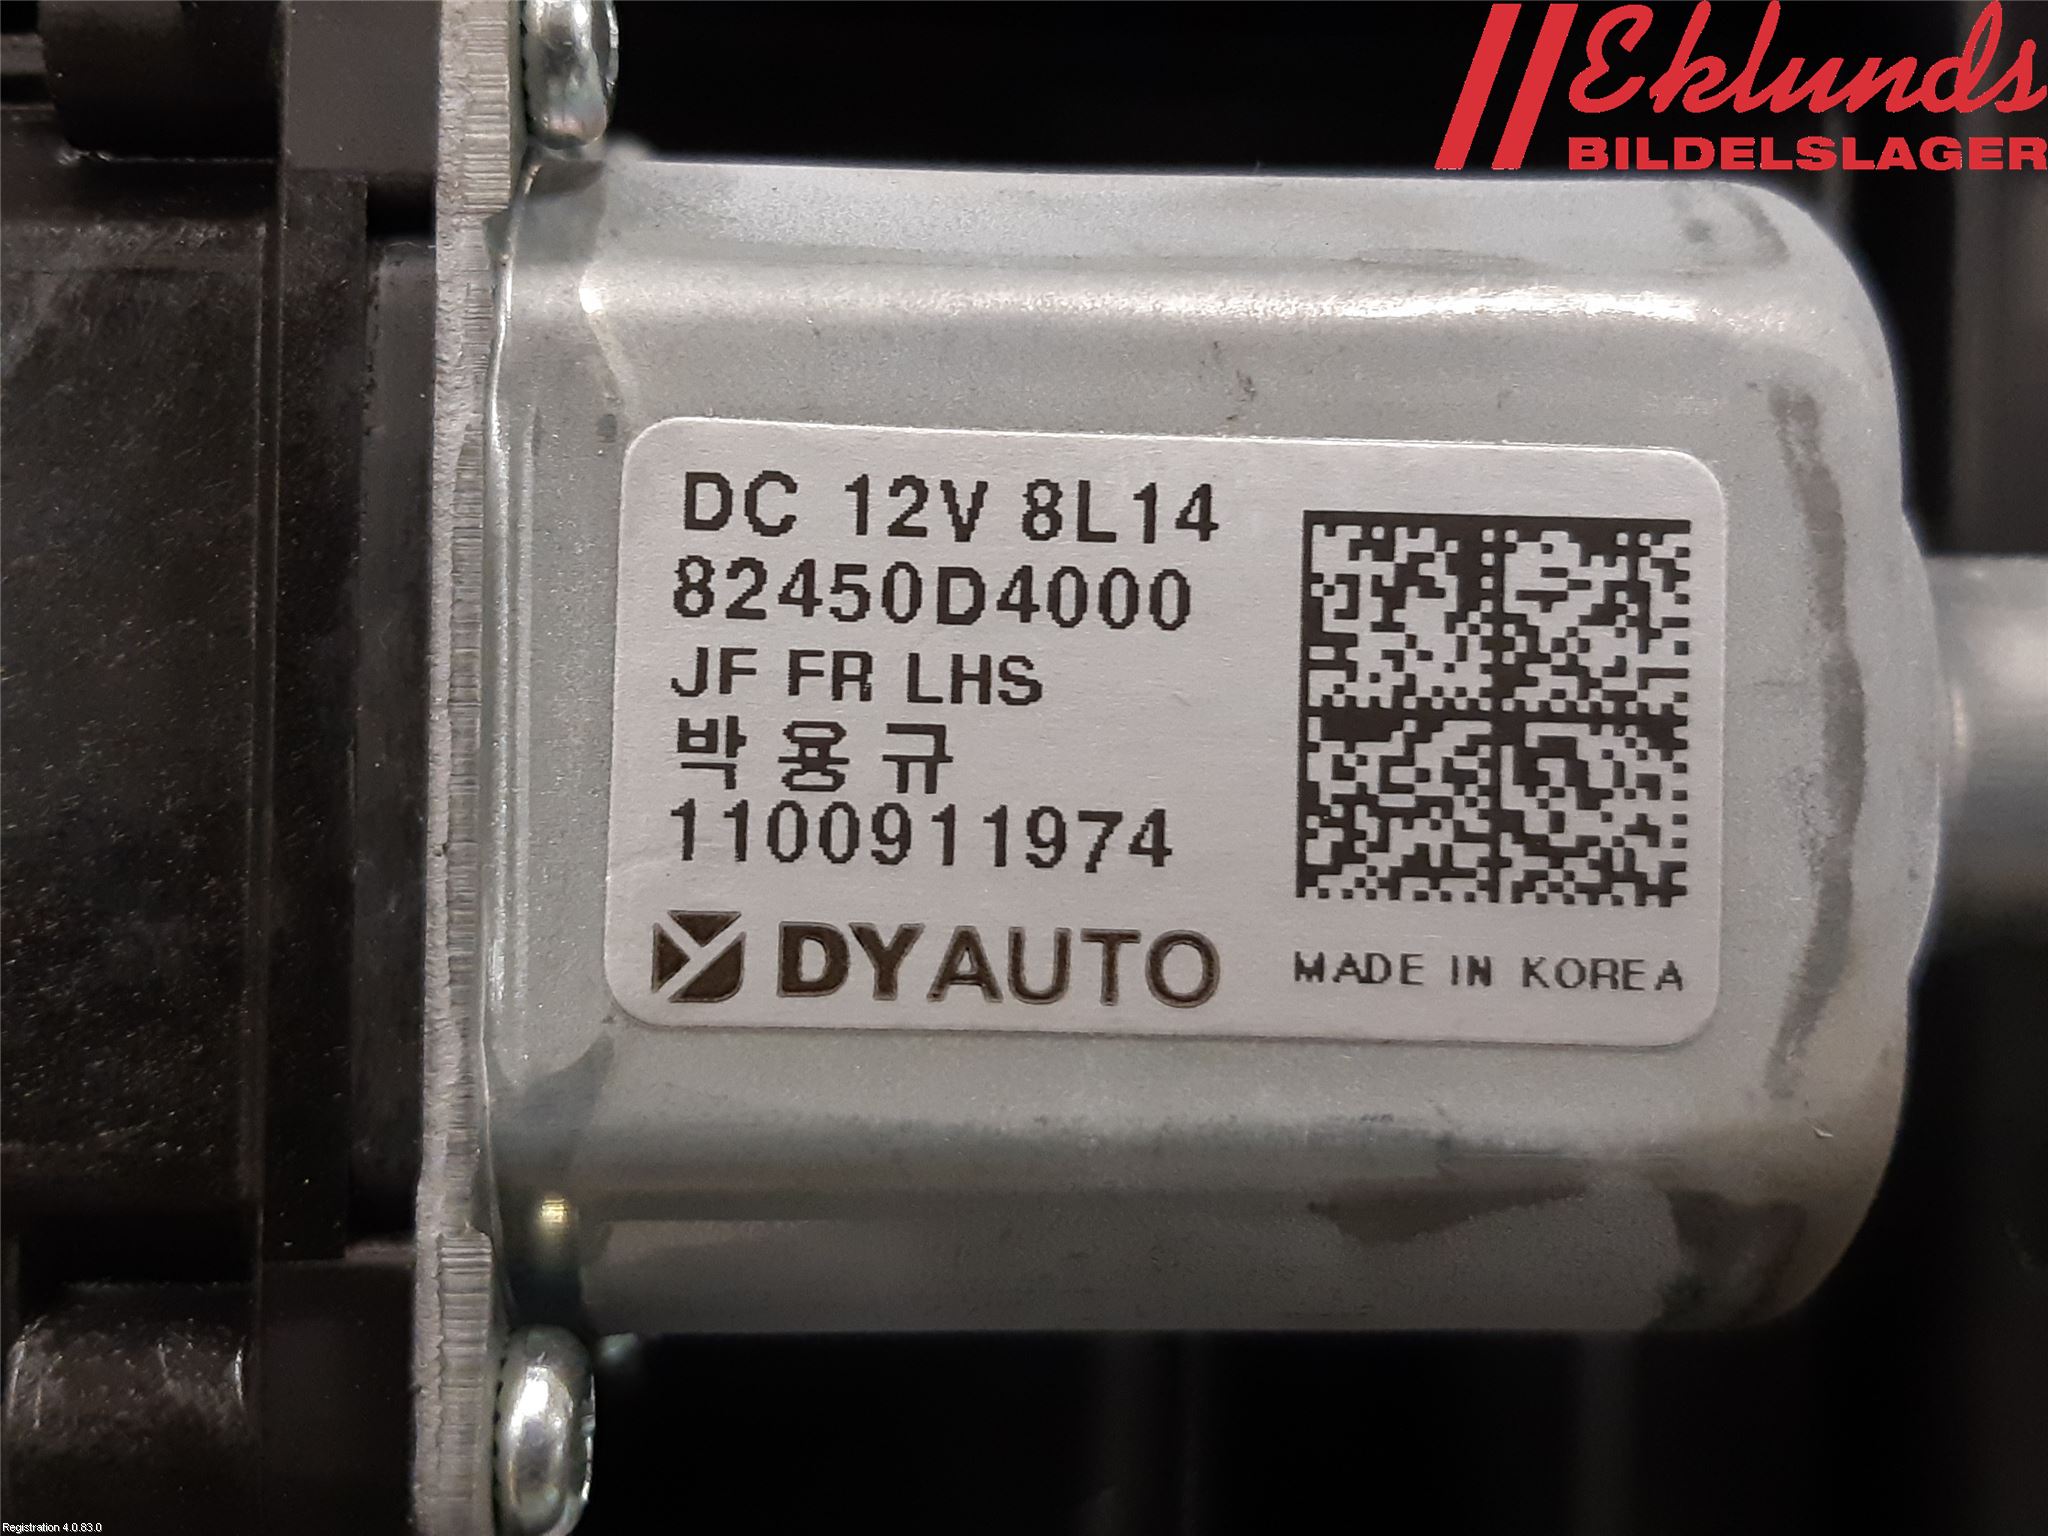 Eklunds
BILDELSLAGER
DC 12V 8L14
82450D4000
JF FR LHS
박용규
1100911974
DYAUTO
MADE IN KOREA
Registration 4.0.83.0